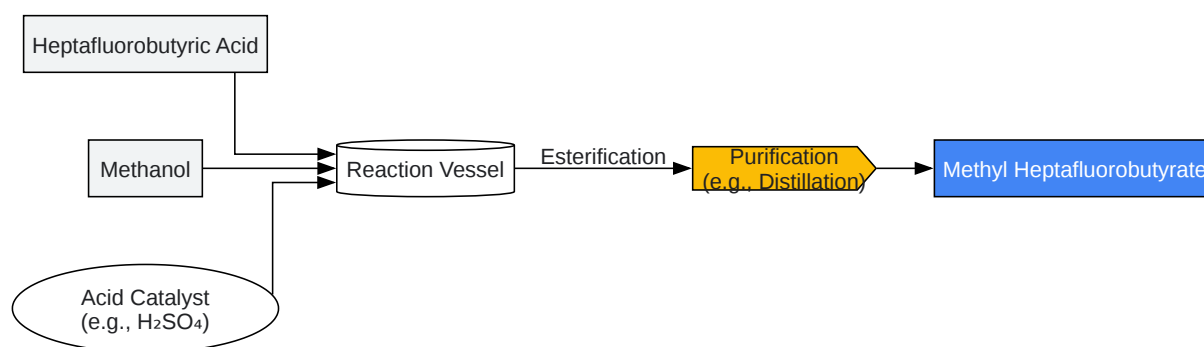 Heptafluorobutyric Acid
Methanol
Reaction Vessel
Esterification
Purification
(e.g., Distillation)
Methyl Heptafluorobutyrate
Acid Catalyst
(e.g., H₂SO₄)